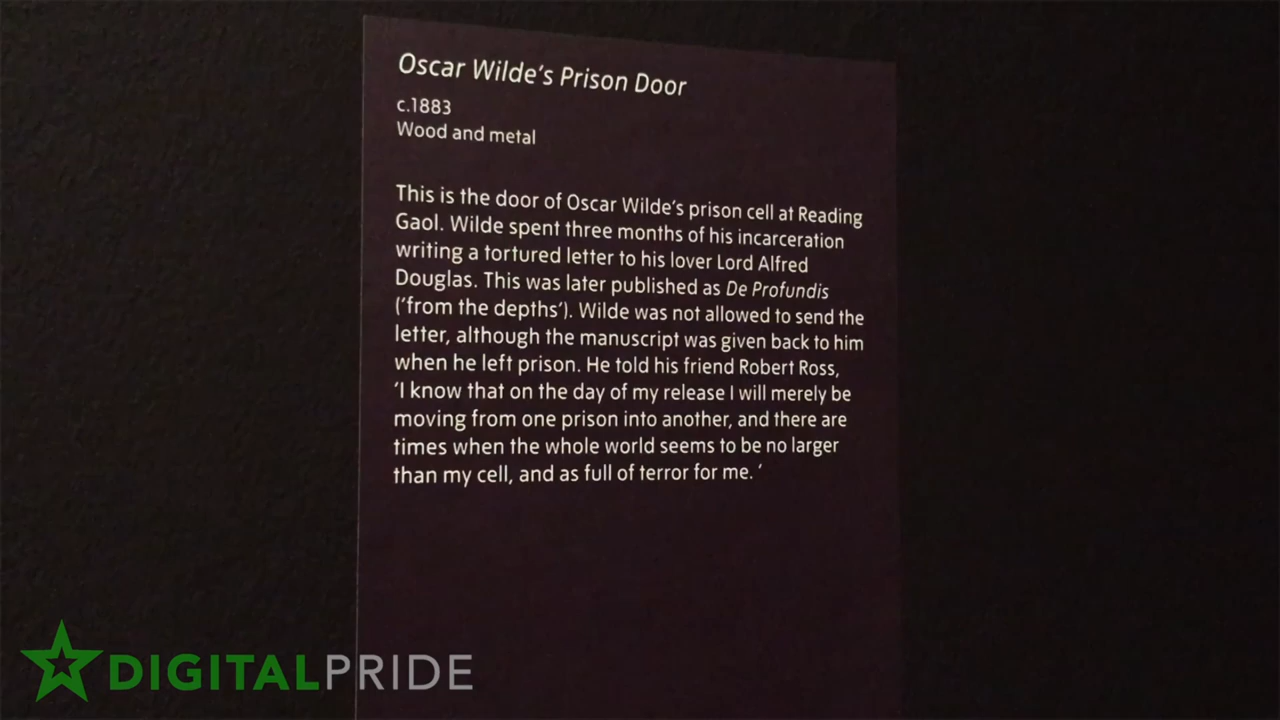 Oscar Wilde's Prison Door
c.1883
Wood and metal
This is the door of Oscar Wilde's prison cell at Reading
Gaol. Wilde spent three months of his incarceration
writing a tortured letter to his lover Lord Alfred
Douglas. This was later published as De Profundis
('from the depths'). Wilde was not allowed to send the
letter, although the manuscript was given back to him
when he left prison. He told his friend Robert Ross,
'I know that on the day of my release I will merely be
moving from one prison into another, and there are
times when the whole world seems to be no larger
than my cell, and as full of terror for me. '
DIGITALPRIDE